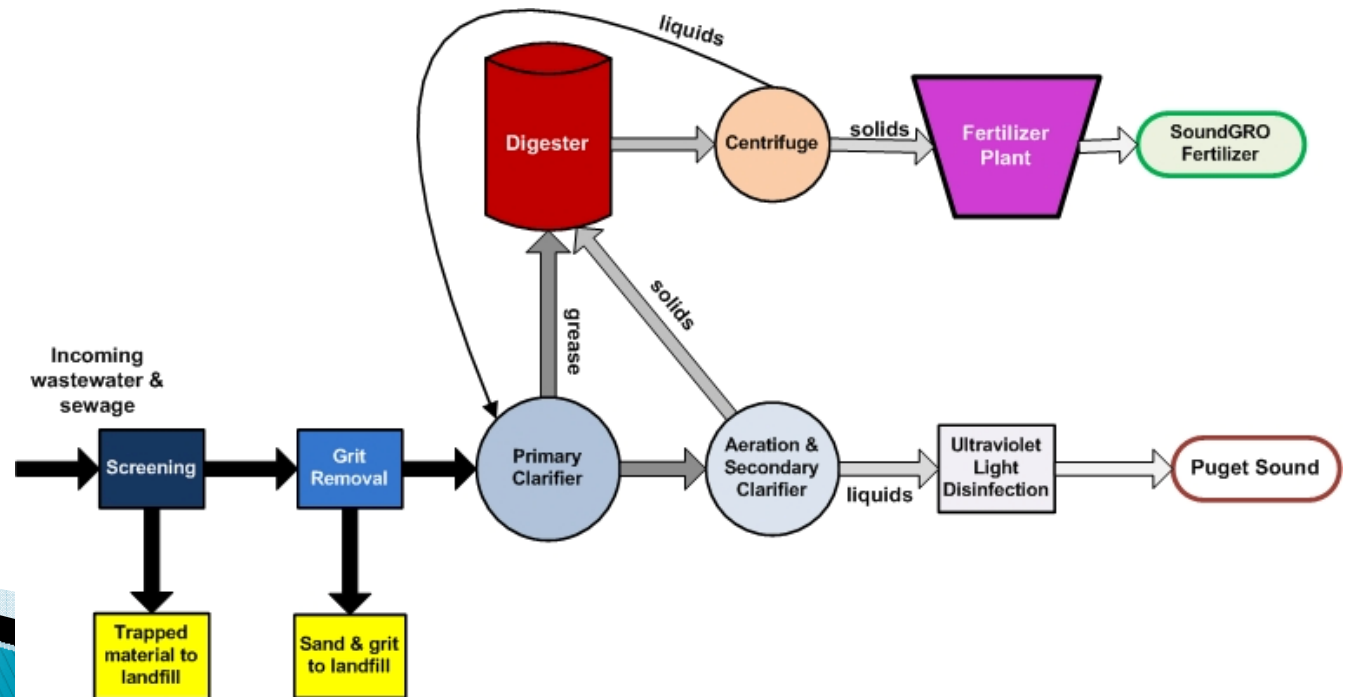 liquids
Digester
Centrifuge
solids
Fertilizer
Plant
SoundGRO
Fertilizer
grease
solids
Incoming
wastewater &
sewage
Screening
Grit
Removal
Primary
Clarifier
Aeration &
Secondary
Clarifier
liquids
Ultraviolet
Light
Disinfection
Puget Sound
Trapped
material to
landfill
Sand & grit
to landfill